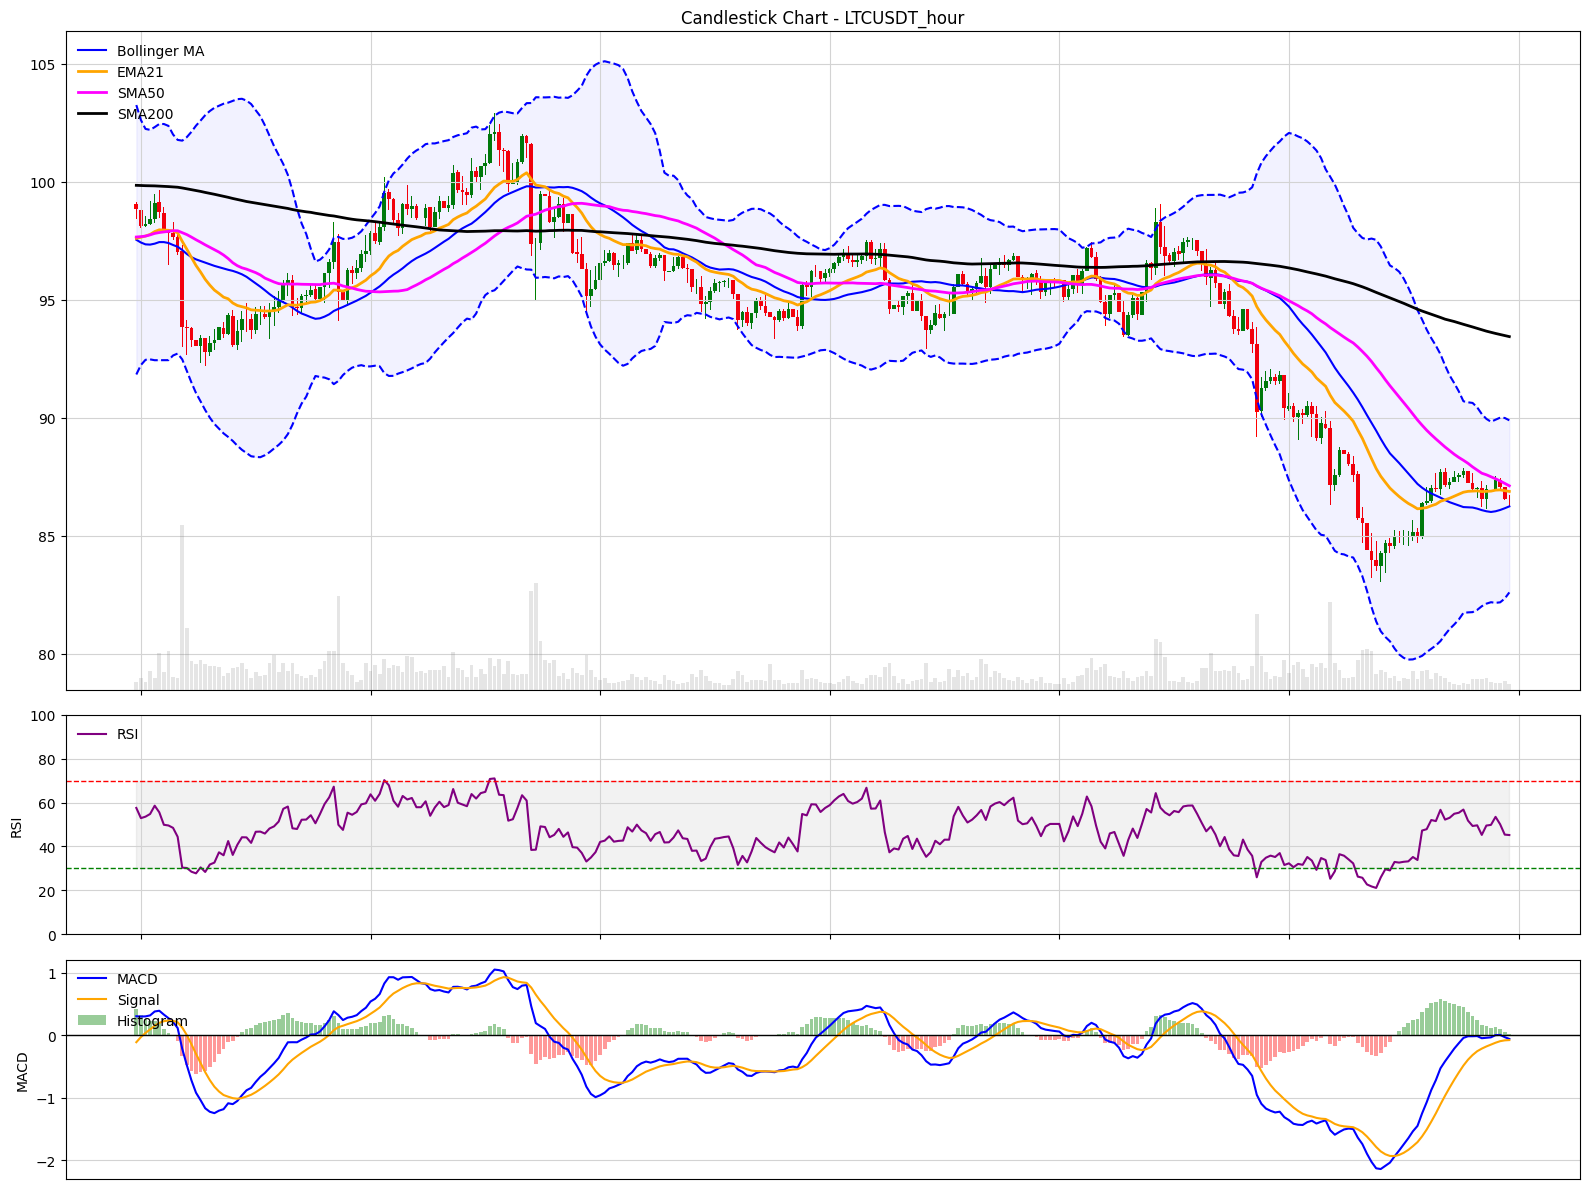 Candlestick Chart - LTCUSDT_hour
105
100
95
90
85
80
Bollinger MA
EMA21
SMA50
SMA200
100
80
60
40
20
0
RSI
RSI
1
0
−1
−2
MACD
MACD
Signal
Histogram